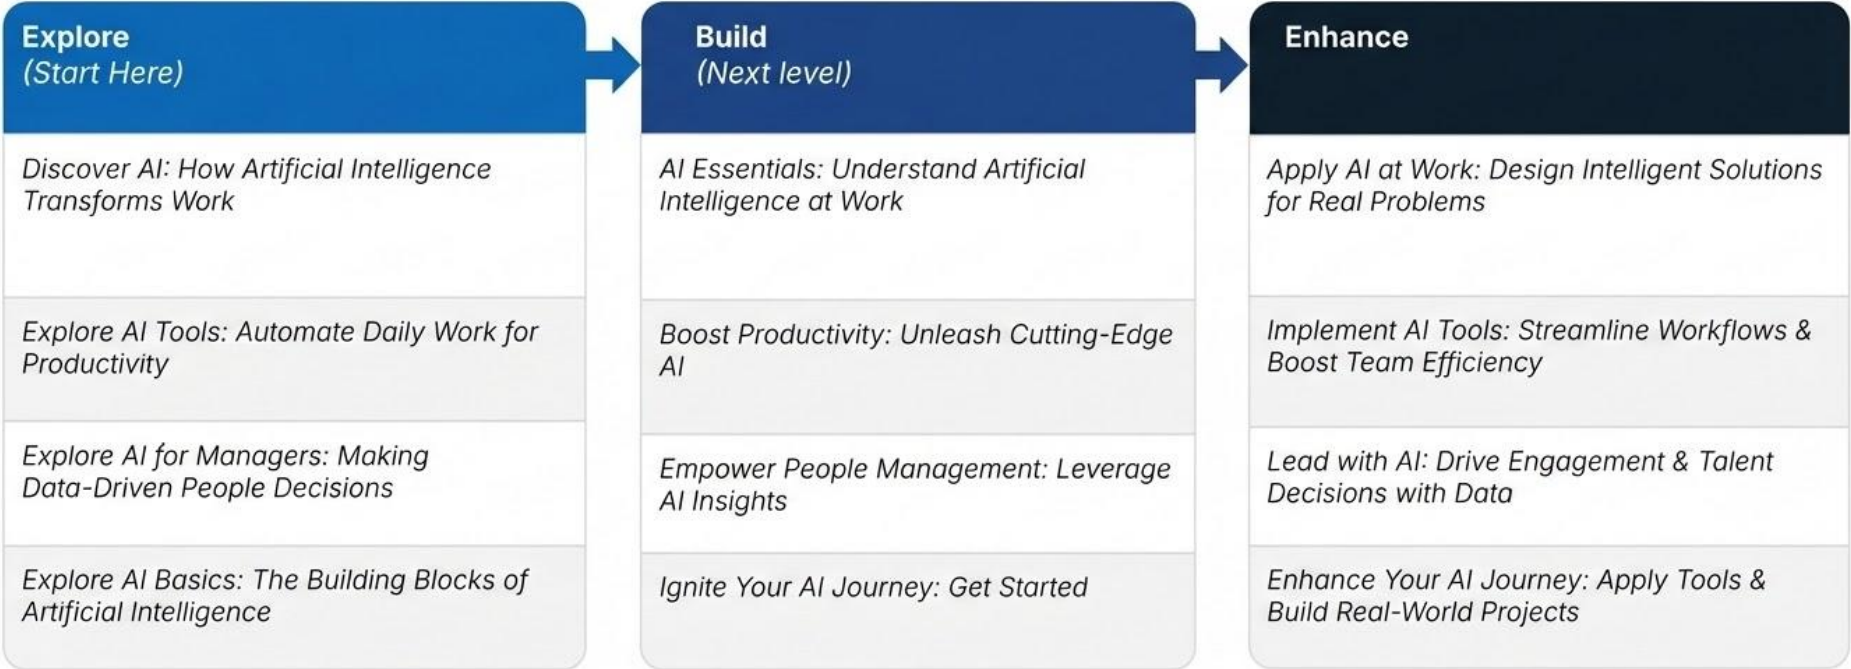 Explore
(Start Here)
Discover AI: How Artificial Intelligence
Transforms Work
Explore AI Tools: Automate Daily Work for
Productivity
Explore AI for Managers: Making
Data-Driven People Decisions
Explore AI Basics: The Building Blocks of
Artificial Intelligence
Build
(Next level)
AI Essentials: Understand Artificial
Intelligence at Work
Boost Productivity: Unleash Cutting-Edge
AI
Empower People Management: Leverage
AI Insights
Ignite Your AI Journey: Get Started
Enhance
Apply AI at Work: Design Intelligent Solutions
for Real Problems
Implement AI Tools: Streamline Workflows &
Boost Team Efficiency
Lead with AI: Drive Engagement & Talent
Decisions with Data
Enhance Your AI Journey: Apply Tools &
Build Real-World Projects